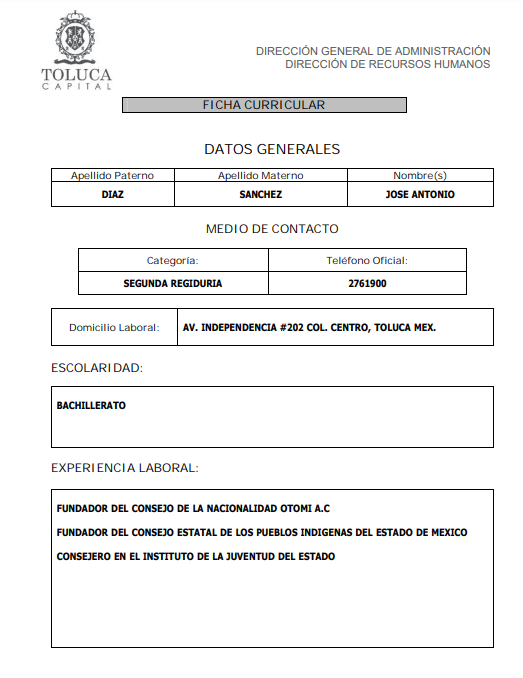 TOLUCA
CAPITAL
DIRECCIÓN GENERAL DE ADMINISTRACIÓN
DIRECCIÓN DE RECURSOS HUMANOS
FICHA CURRICULAR
DATOS GENERALES
Apellido Paterno Apellido Materno Nombre(s)
DIAZ SANCHEZ JOSE ANTONIO
MEDIO DE CONTACTO
Categoría: Teléfono Oficial:
SEGUNDA REGIDURIA 2761900
Domicilio Laboral: AV. INDEPENDENCIA #202 COL. CENTRO, TOLUCA MEX.
ESCOLARIDAD:
BACHILLERATO
EXPERIENCIA LABORAL:
FUNDADOR DEL CONSEJO DE LA NACIONALIDAD OTOMI A.C
FUNDADOR DEL CONSEJO ESTATAL DE LOS PUEBLOS INDIGENAS DEL ESTADO DE MEXICO
CONSEJERO EN EL INSTITUTO DE LA JUVENTUD DEL ESTADO